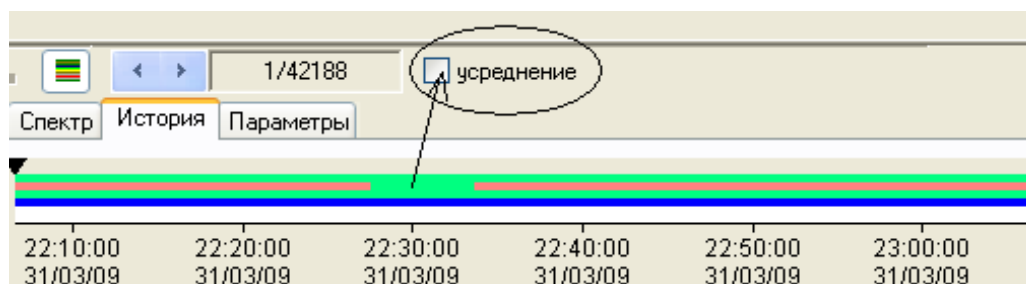 1/42188 усреднение
Спектр История Параметры
22:10:00 22:20:00 22:30:00 22:40:00 22:50:00 23:00:00
31/03/09 31/03/09 31/03/09 31/03/09 31/03/09 31/03/09